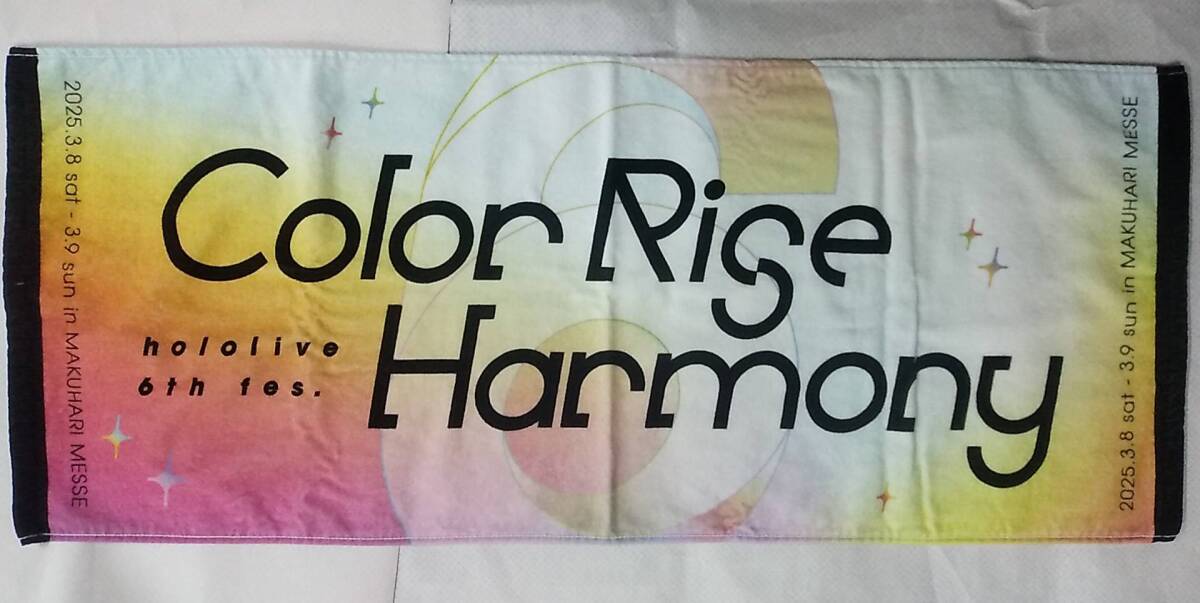 2025.3.8 sat - 3.9 sun in MAKUHARI MESSE
Color Rise
Harmony
hololive
6th fes.
2025.3.8 sat - 3.9 sun in MAKUHARI MESSE